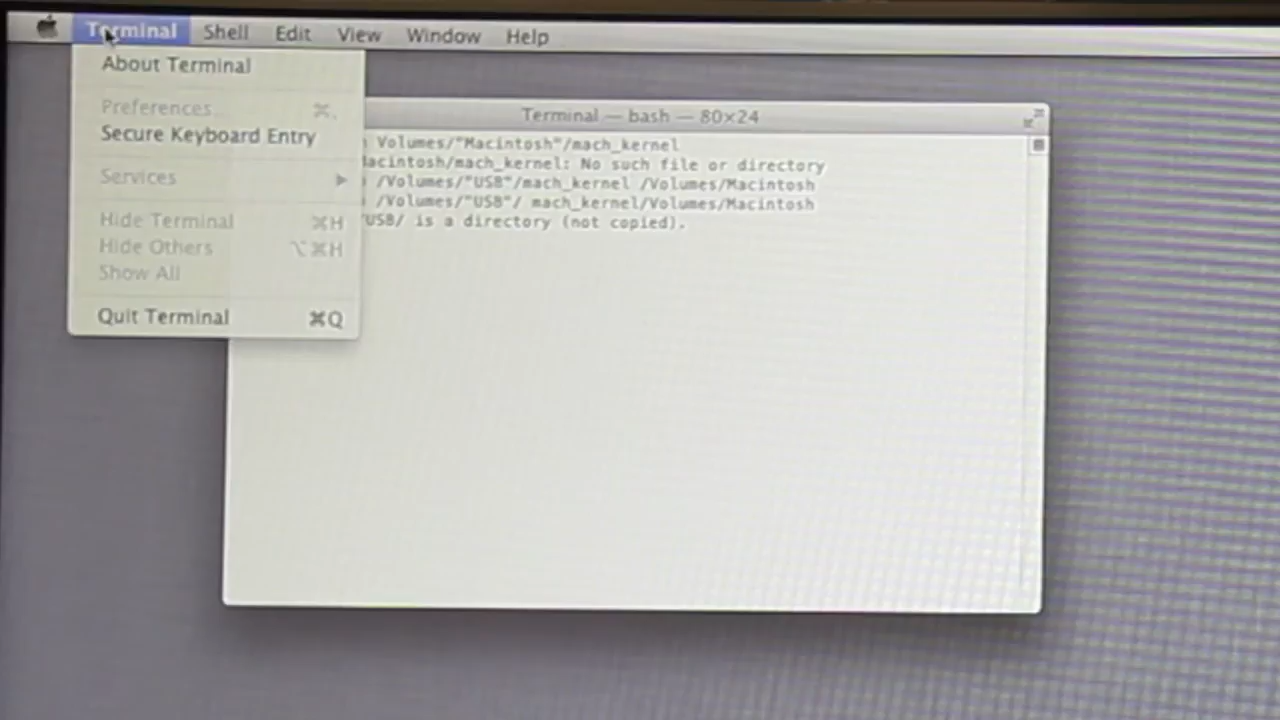 Terminal Shell Edit View Window Help
About Terminal
Preferences... ⌘,
Secure Keyboard Entry
Services ▶
Hide Terminal ⌘H
Hide Others ⌥⌘H
Show All
Quit Terminal ⌘Q
Terminal — bash — 80×24
Volumes/"Macintosh"/mach_kernel
Macintosh/mach_kernel: No such file or directory
/Volumes/"USB"/mach_kernel /Volumes/Macintosh
/Volumes/"USB"/ mach_kernel/Volumes/Macintosh
USB/ is a directory (not copied).